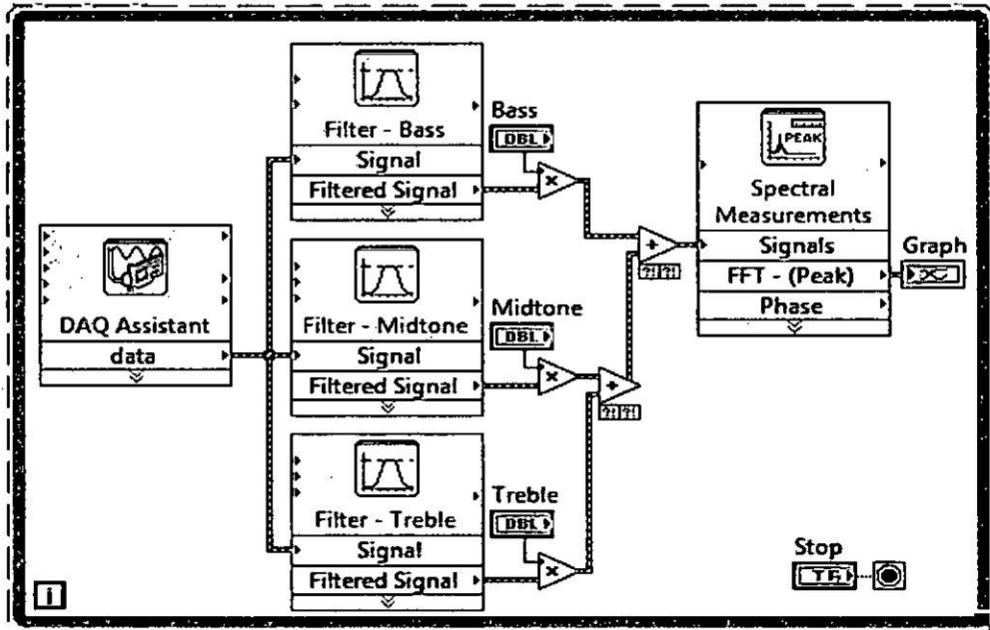 Filter - Bass
Signal
Filtered Signal
Bass
DBL
DAQ Assistant
data
Filter - Midtone
Signal
Filtered Signal
Midtone
DBL
Filter - Treble
Signal
Filtered Signal
Treble
DBL
PEAK
Spectral
Measurements
Signals
FFT - (Peak)
Phase
Graph
Stop
TF
i